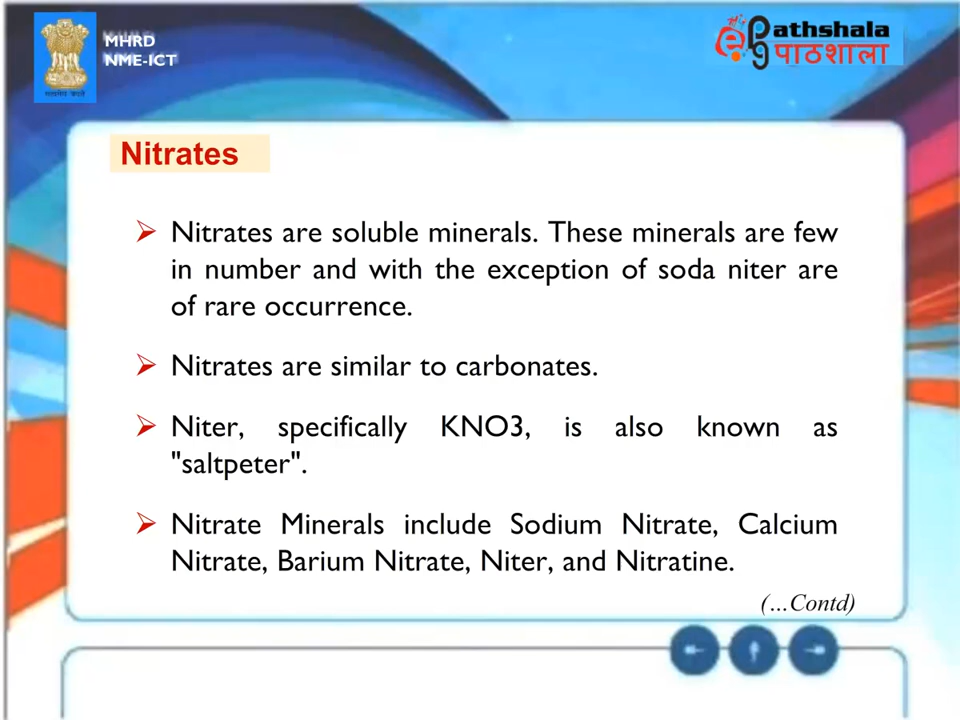 MHRD
NME-ICT
ePG athshala
पाठशाला
Nitrates
Nitrates are soluble minerals. These minerals are few
in number and with the exception of soda niter are
of rare occurrence.
Nitrates are similar to carbonates.
Niter, specifically KNO3, is also known as
"saltpeter".
Nitrate Minerals include Sodium Nitrate, Calcium
Nitrate, Barium Nitrate, Niter, and Nitratine.
(...Contd)